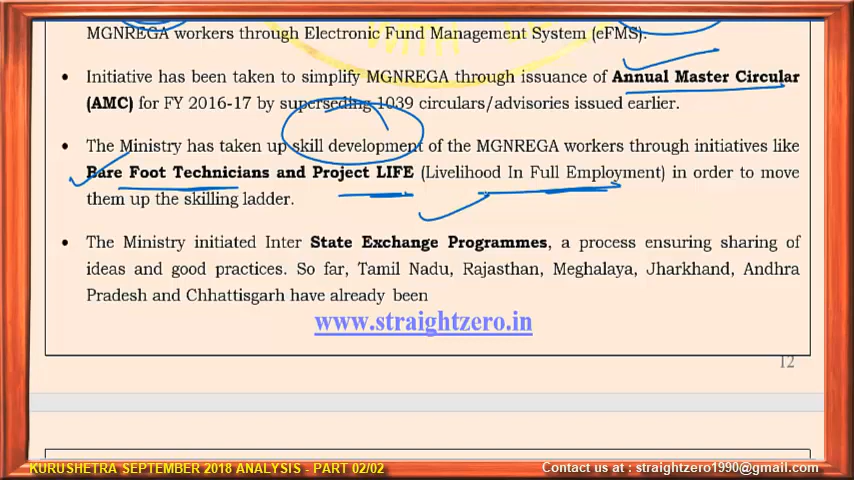 MGNREGA workers through Electronic Fund Management System (eFMS).
• Initiative has been taken to simplify MGNREGA through issuance of Annual Master Circular
(AMC) for FY 2016-17 by superseding 1039 circulars/advisories issued earlier.
• The Ministry has taken up skill development of the MGNREGA workers through initiatives like
Bare Foot Technicians and Project LIFE (Livelihood In Full Employment) in order to move
them up the skilling ladder.
• The Ministry initiated Inter State Exchange Programmes, a process ensuring sharing of
ideas and good practices. So far, Tamil Nadu, Rajasthan, Meghalaya, Jharkhand, Andhra
Pradesh and Chhattisgarh have already been
www.straightzero.in
12
KURUSHETRA SEPTEMBER 2018 ANALYSIS - PART 02/02
Contact us at : straightzero1990@gmail.com